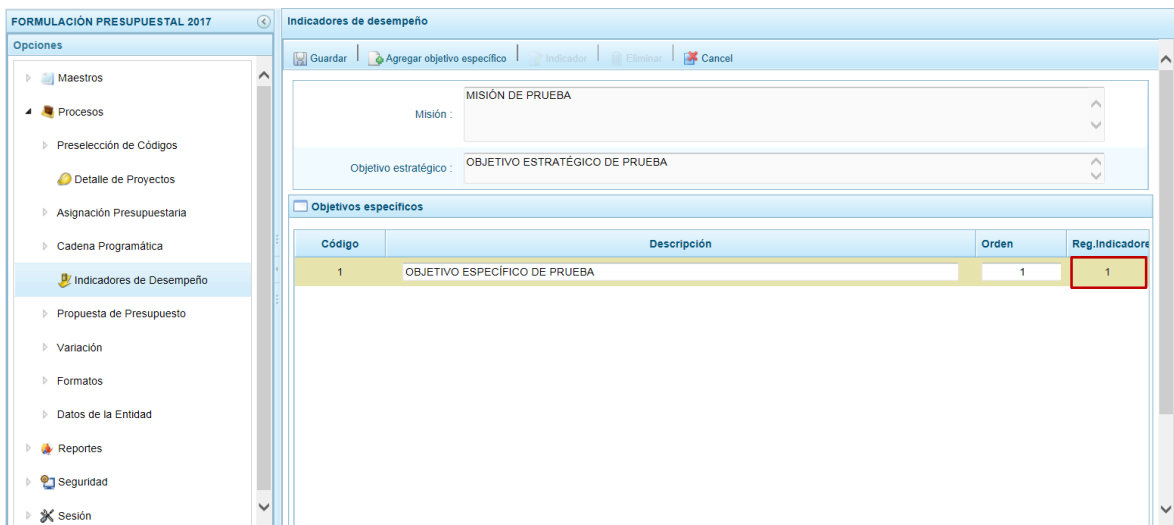 FORMULACIÓN PRESUPUESTAL 2017
Opciones
Maestros
Procesos
Preselección de Códigos
Detalle de Proyectos
Asignación Presupuestaria
Cadena Programática
Indicadores de Desempeño
Propuesta de Presupuesto
Variación
Formatos
Datos de la Entidad
Reportes
Seguridad
Sesión
Indicadores de desempeño
Guardar Agregar objetivo específico Indicador Eliminar Cancel
Misión : MISIÓN DE PRUEBA
Objetivo estratégico : OBJETIVO ESTRATÉGICO DE PRUEBA
Objetivos específicos
Código Descripción Orden Reg.Indicadore
1 OBJETIVO ESPECÍFICO DE PRUEBA 1 1